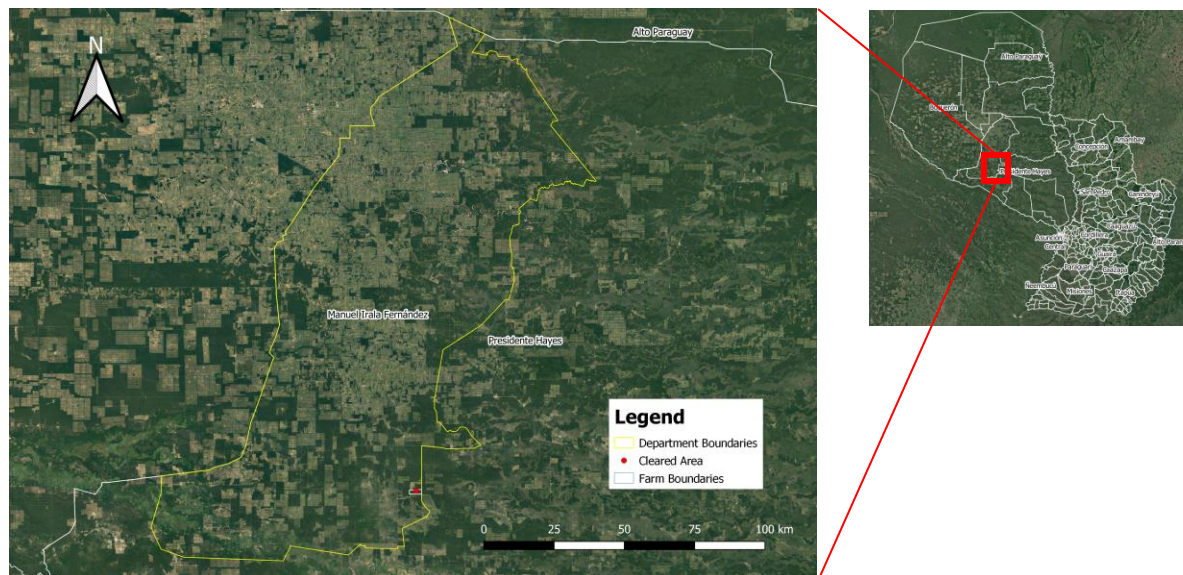 N
Alto Paraguay
Manuel Irala Fernández
Presidente Hayes
Legend
Department Boundaries
Cleared Area
Farm Boundaries
0 25 50 75 100 km
Alto Paraguay
Boquerón
Concepción
Amambay
Presidente Hayes
San Pedro
Canindeyú
Asunción
Central
Cordillera
Caaguazú
Alto Paran
Guairá
Paraguarí
Caazapá
Ñeembucú
Misiones
Itapúa